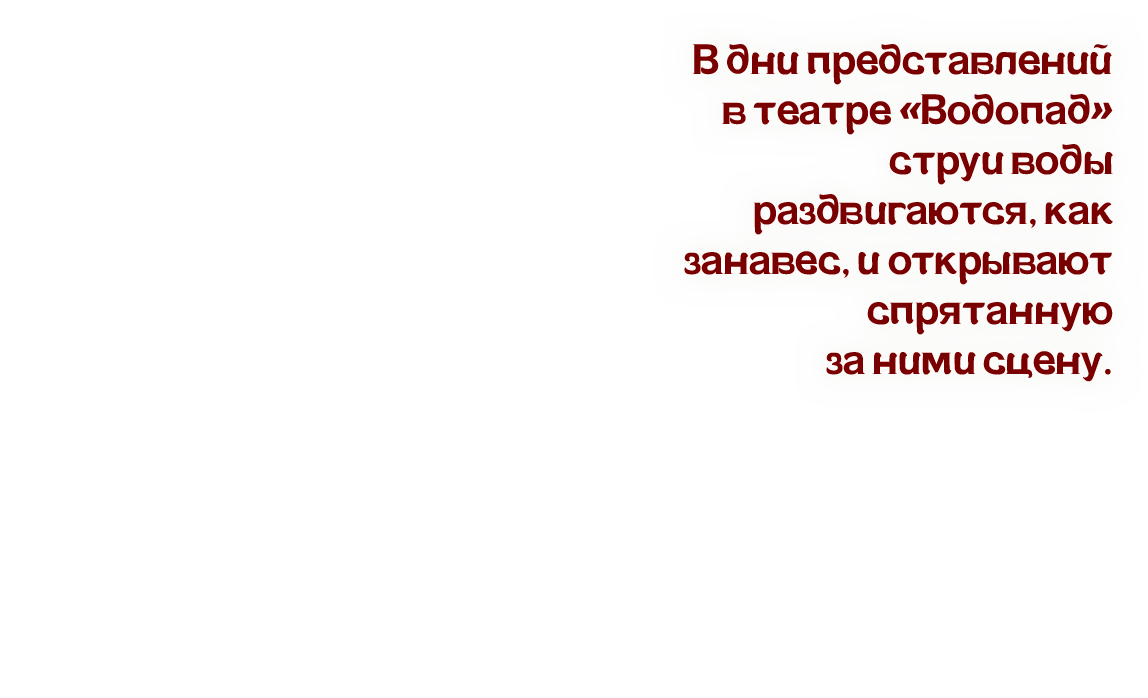 В дни представлений
в театре «Водопад»
струи воды
раздвигаются, как
занавес, и открывают
спрятанную
за ними сцену.